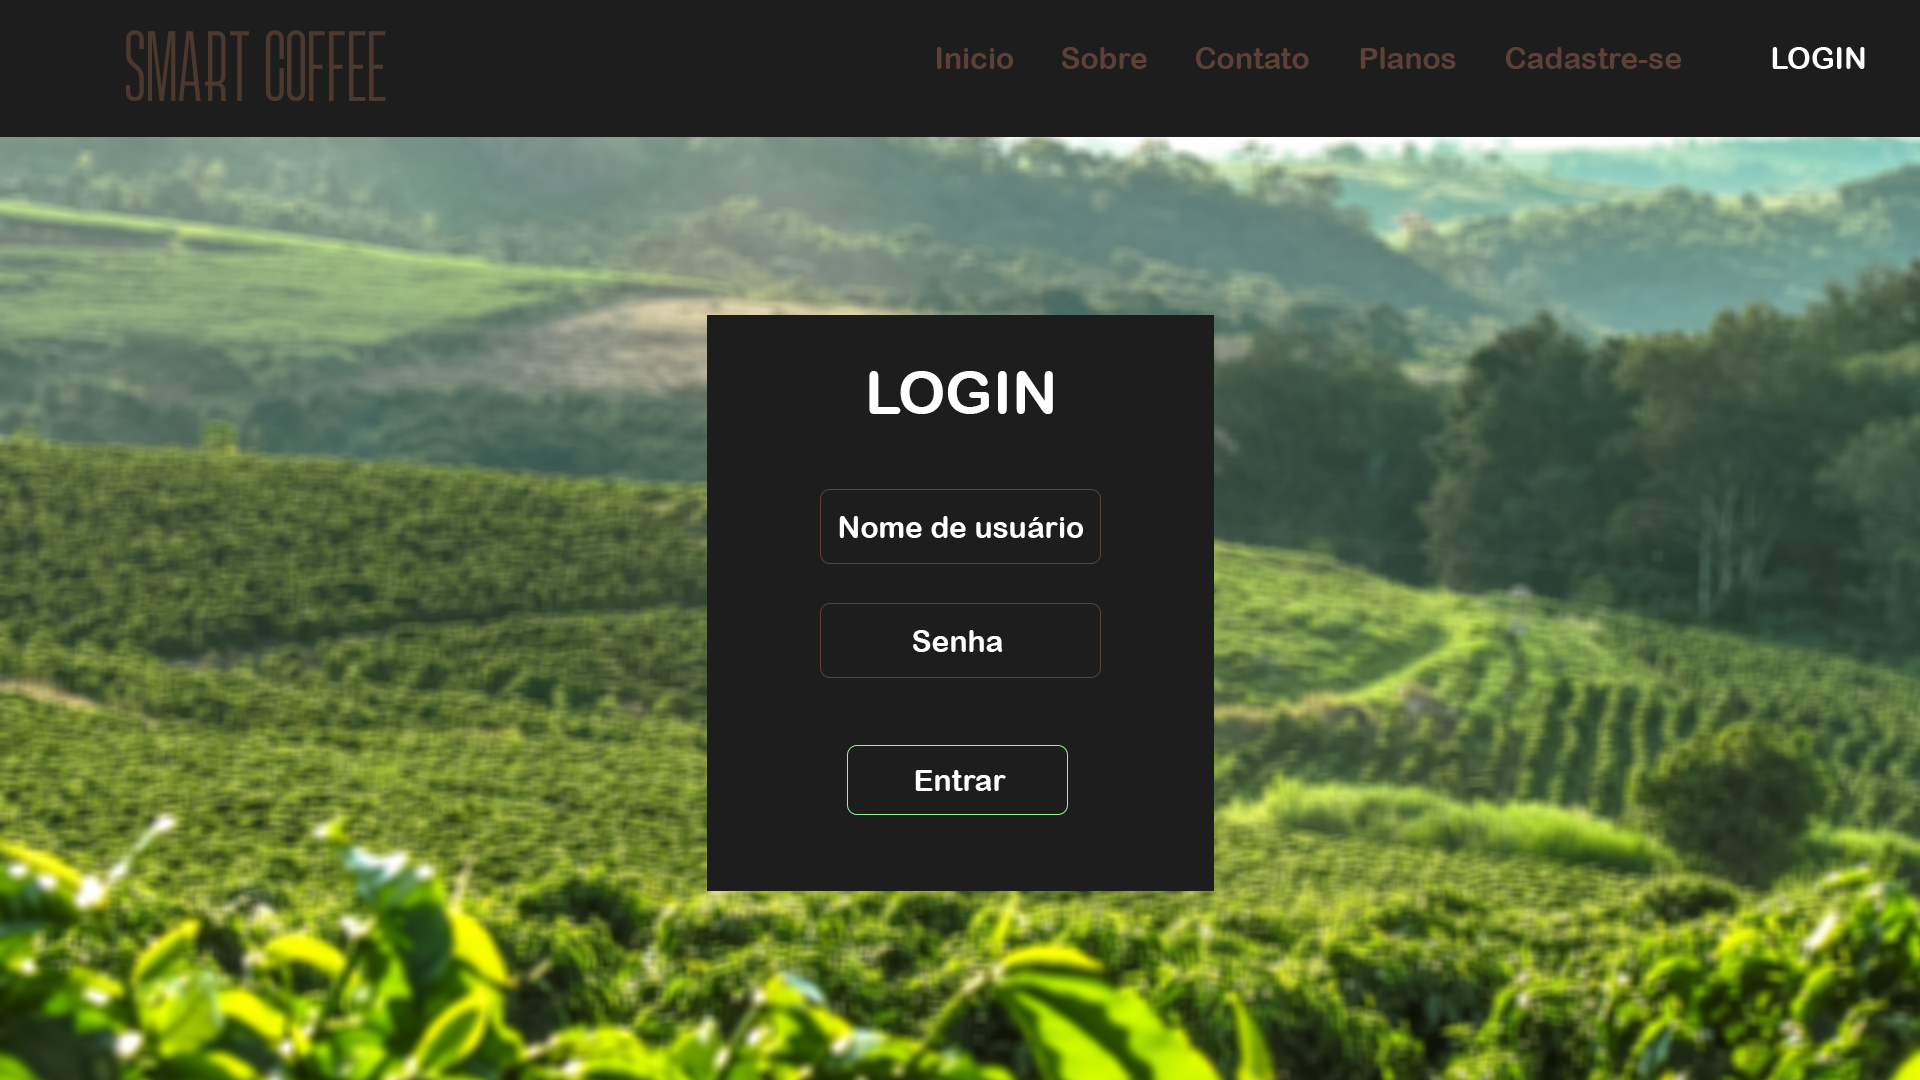 SMART COFFEE
Inicio Sobre Contato Planos Cadastre-se LOGIN
LOGIN
Nome de usuário
Senha
Entrar